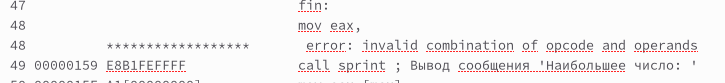 47 fin:
48 mov eax,
48 ****************** error: invalid combination of opcode and operands
49 00000159 E8B1FEFFFF call sprint ; Вывод сообщения 'Наибольшее число: '